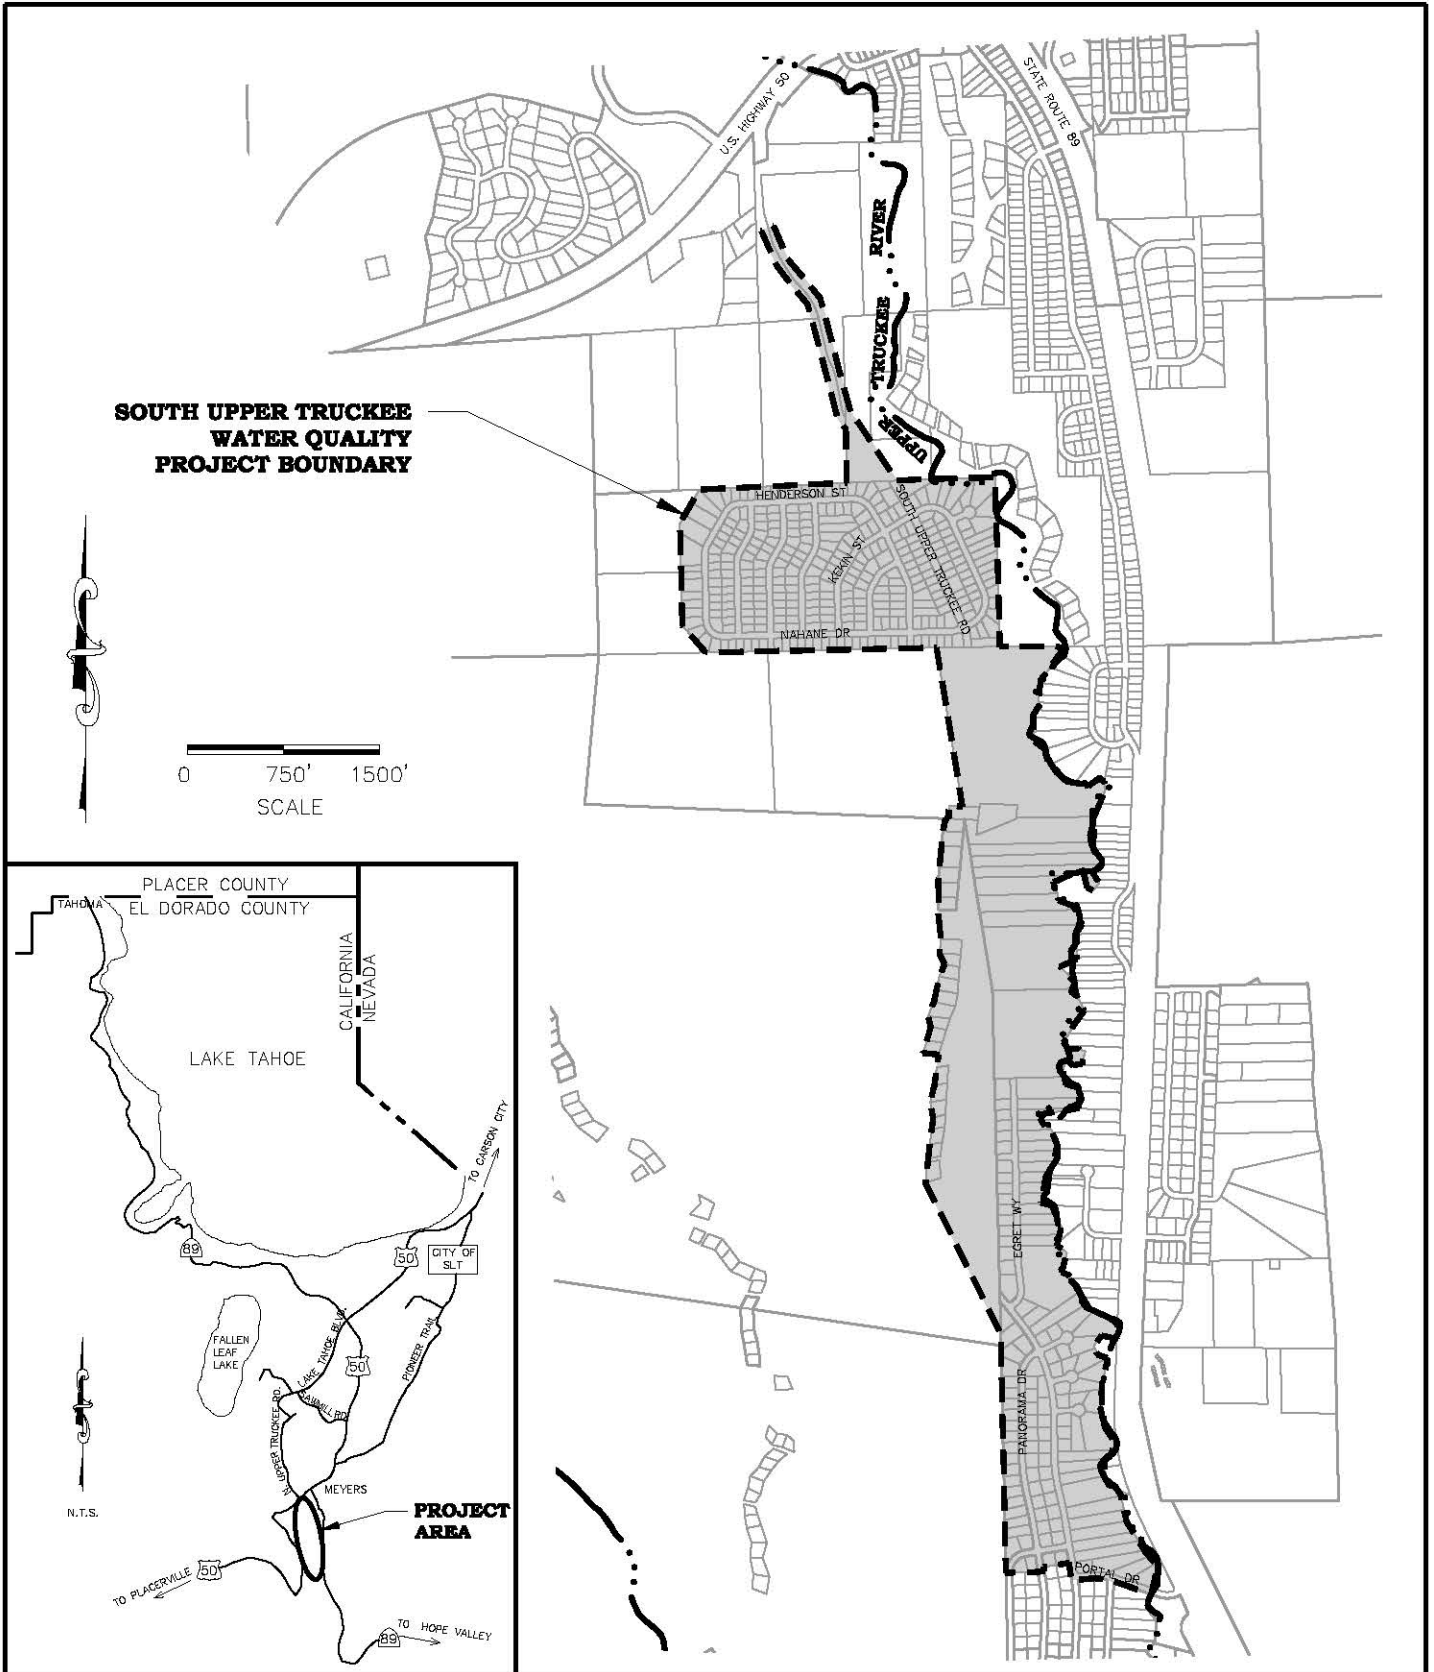 U.S. HIGHWAY 50
STATE ROUTE 89
UPPER TRUCKEE RIVER
SOUTH UPPER TRUCKEE
WATER QUALITY
PROJECT BOUNDARY
HENDERSON ST
SOUTH UPPER TRUCKEE RD
KEKIN ST
NAHANE DR
0 750' 1500'
SCALE
EGRET WY
PANORAMA DR
PORTAL DR
PLACER COUNTY
TAHOMA
EL DORADO COUNTY
CALIFORNIA
NEVADA
LAKE TAHOE
TO CARSON CITY
89
50
CITY OF
SLT
FALLEN
LEAF
LAKE
LAKE TAHOE BLVD.
50
PIONEER TRAIL
SAWMILL RD.
N. UPPER TRUCKEE RD.
MEYERS
N.T.S.
PROJECT
AREA
50
TO PLACERVILLE
TO HOPE VALLEY
89